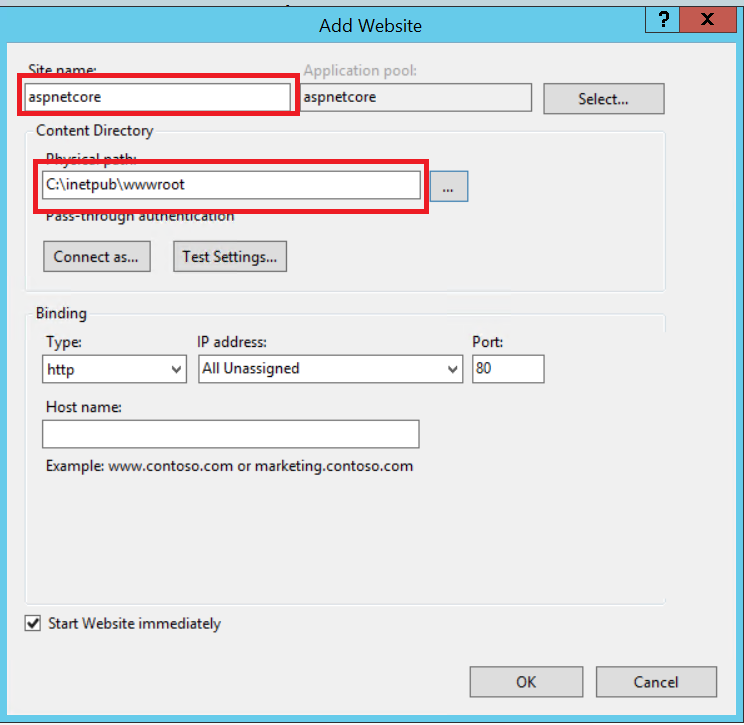 Add Website
? X
Site name: Application pool:
aspnetcore aspnetcore Select...
Content Directory
Physical path:
C:\inetpub\wwwroot ...
Pass-through authentication
Connect as... Test Settings...
Binding
Type: IP address: Port:
http All Unassigned 80
Host name:
Example: www.contoso.com or marketing.contoso.com
Start Website immediately
OK Cancel